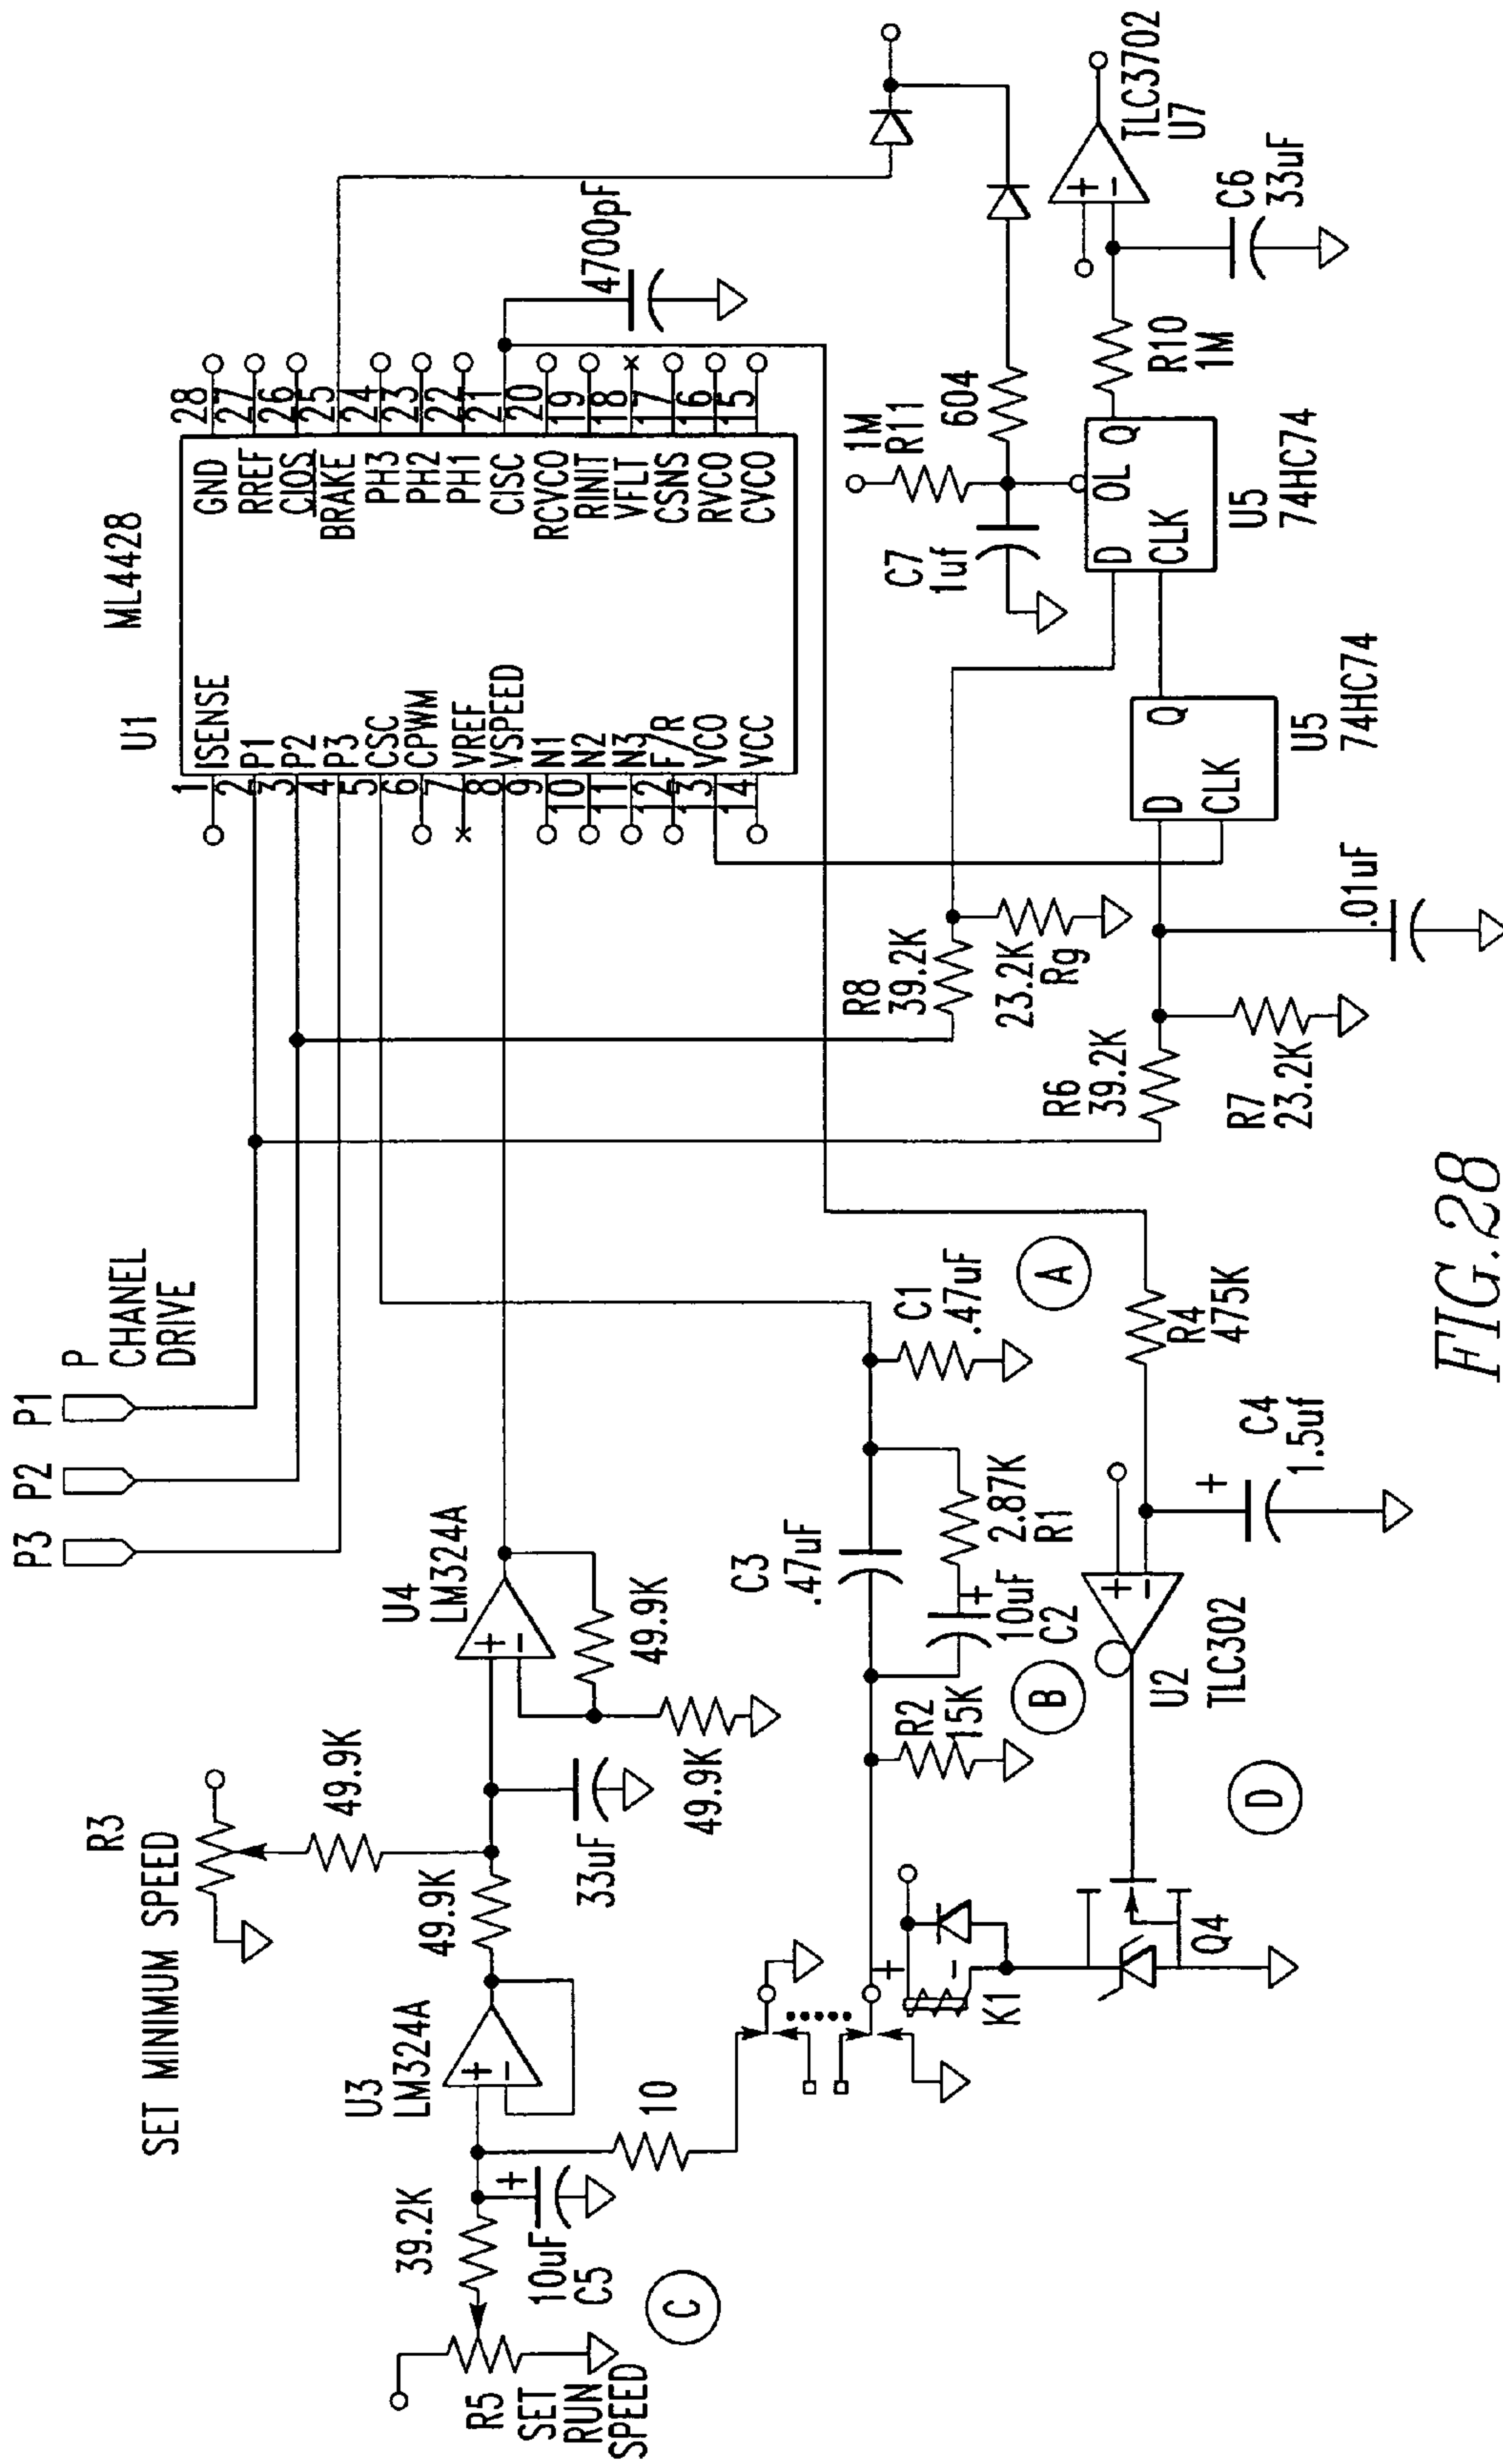 P3
P2
P1
P
CHANEL
DRIVE
U1
ML4428
1
2
3
4
5
6
7
8
9
10
11
12
13
14
ISENSE
P1
P2
P3
CSC
CPWM
VREF
VSPEED
N1
N2
N3
F/R
VCO
VCC
GND
RREF
CIOS
BRAKE
PH3
PH2
PH1
CISC
RCVCO
RINIT
VFLT
CSNS
RVCO
CVCO
28
27
26
25
24
23
22
21
20
19
18
17
16
15
4700pF
R3
SET MINIMUM SPEED
49.9K
49.9K
U3
LM324A
+
-
39.2K
+
10uF
C5
R5
SET
RUN
SPEED
C
10
33uF
U4
LM324A
+
-
49.9K
49.9K
C3
.47uF
C1
.47uF
A
2.87K
R1
+
10uF
C2
B
R2
15K
+
-
K1
Q4
D
U2
TLC302
+
-
+
C4
1.5uf
R4
475K
R8
39.2K
23.2K
Rg
R6
39.2K
R7
23.2K
.01uF
D
Q
CLK
U5
74HC74
D
OL
Q
CLK
U5
74HC74
C7
1uf
1M
R11
604
R10
1M
+
-
TLC3702
U7
C6
33uF
FIG.28